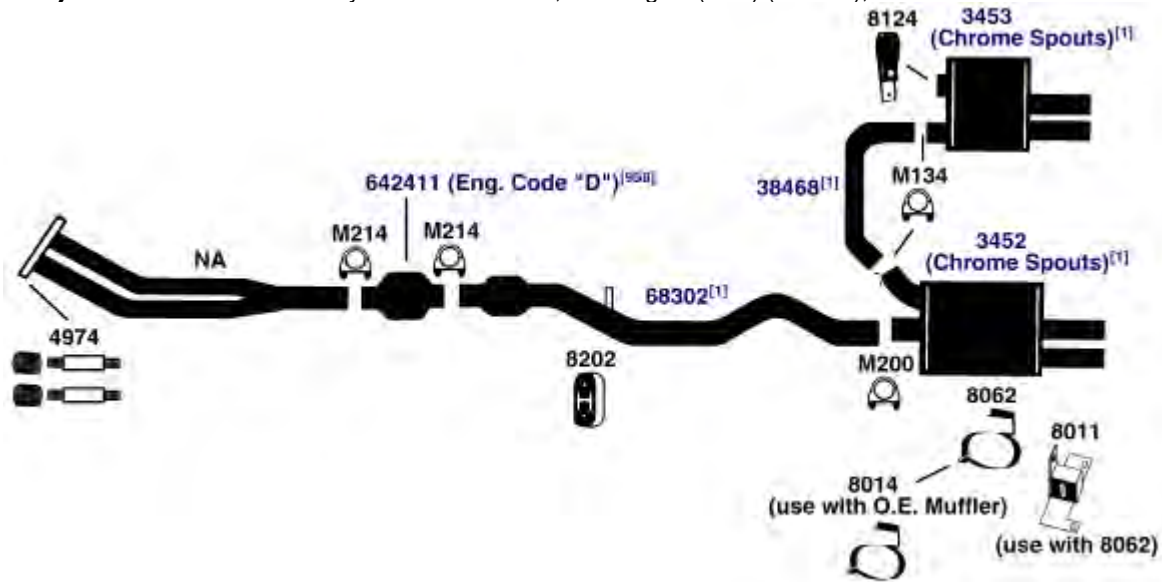 8124
3453
(Chrome Spouts)[1]
642411 (Eng. Code "D")[958]
38468[1]
M134
M214
M214
NA
3452
(Chrome Spouts)[1]
68302[1]
4974
8202
M200
8062
8011
8014
(use with O.E. Muffler)
(use with 8062)